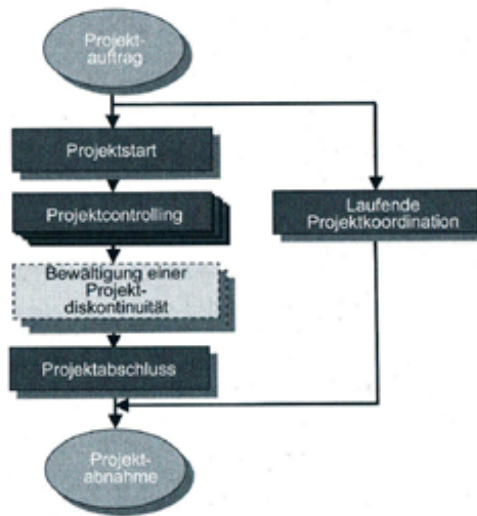 Projekt-
auftrag
Projektstart
Projektcontrolling
Bewältigung einer
Projekt-
diskontinuität
Projektabschluss
Laufende
Projektkoordination
Projekt-
abnahme